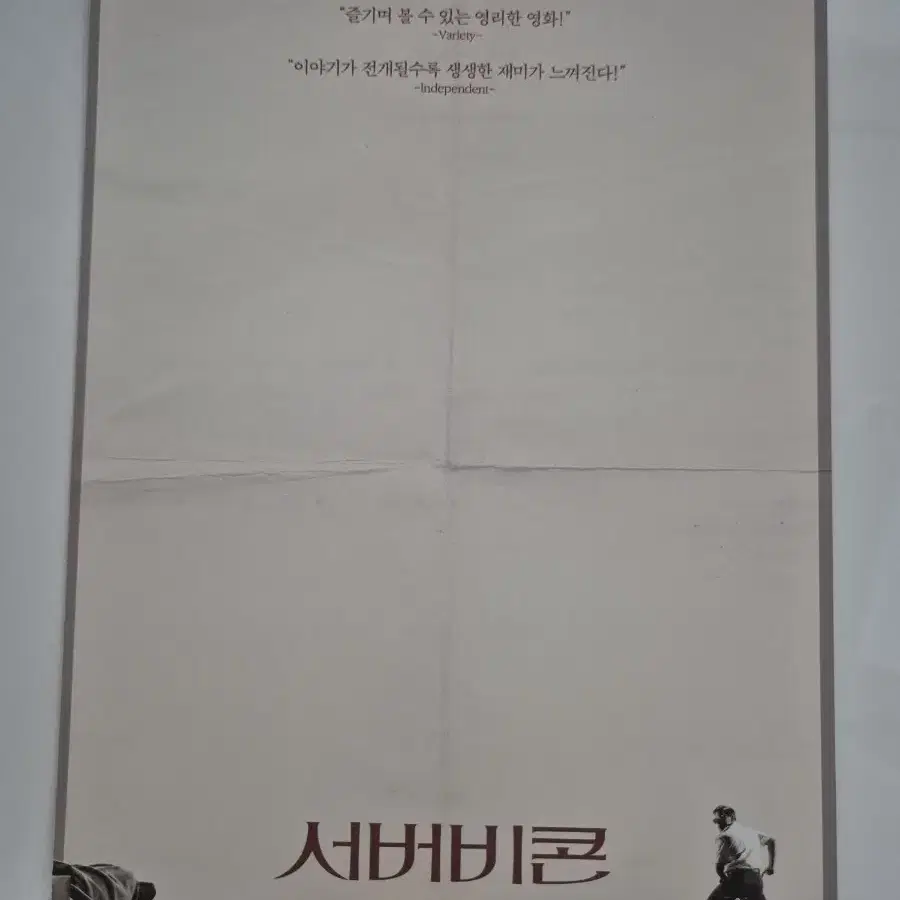 "즐기며 볼 수 있는 영리한 영화!"
-Variety-
"이야기가 전개될수록 생생한 재미가 느껴진다!"
-Independent-
서버비콘